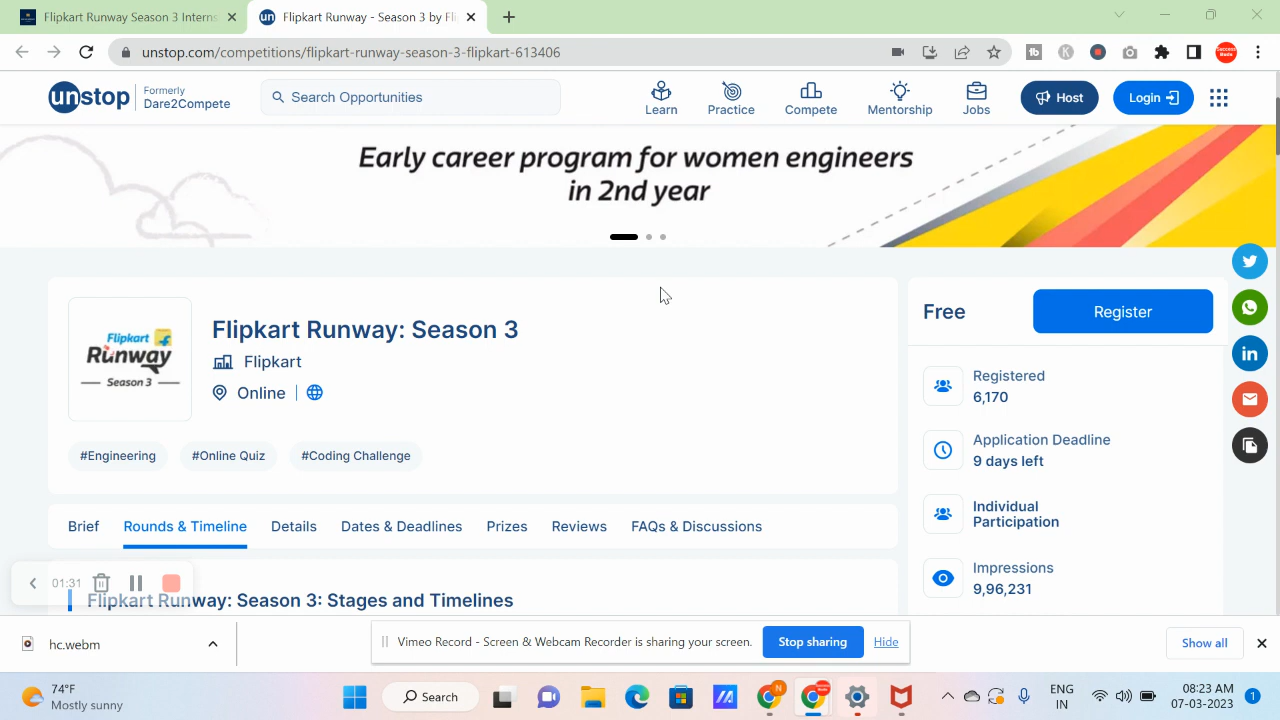 Flipkart Runway Season 3 Interns
Flipkart Runway - Season 3 by Fli
unstop.com/competitions/flipkart-runway-season-3-flipkart-613406
unstop
Formerly
Dare2Compete
Search Opportunities
Learn
Practice
Compete
Mentorship
Jobs
Host
Login
Early career program for women engineers
in 2nd year
Flipkart
Runway
Season 3
Flipkart Runway: Season 3
Flipkart
Online
#Engineering
#Online Quiz
#Coding Challenge
Free
Register
Registered
6,170
Application Deadline
9 days left
Individual
Participation
Impressions
9,96,231
Brief
Rounds & Timeline
Details
Dates & Deadlines
Prizes
Reviews
FAQs & Discussions
01:31
Flipkart Runway: Season 3: Stages and Timelines
hc.webm
Vimeo Record - Screen & Webcam Recorder is sharing your screen.
Stop sharing
Hide
Show all
74°F
Mostly sunny
Search
ENG
IN
08:23 AM
07-03-2023
1